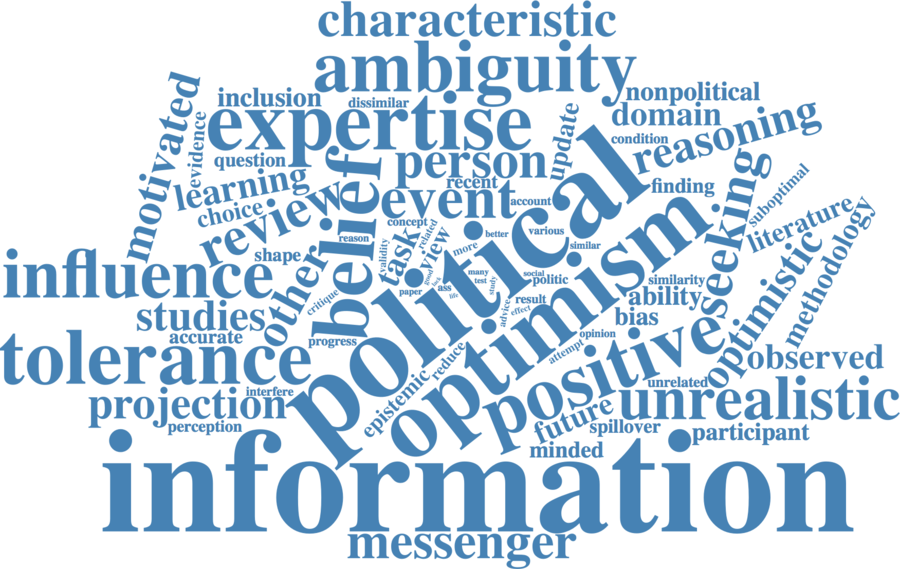 characteristic
ambiguity
motivated
inclusion
dissimilar
nonpolitical
domain
expertise
evidence
question
update
condition
reasoning
person
learning
recent
finding
choice
belief
event
account
seeking
suboptimal
review
concept
related
better
various
literature
methodology
shape
reason
validity
task
view
more
similar
influence
other
political
good
many
test
social
politic
similarity
optimistic
critique
paper
ass
life
study
ability
studies
result
effect
advice
bias
accurate
progress
optimism
opinion
tolerance
reduce
attempt
positive
observed
epistemic
unrelated
interfere
projection
unrealistic
perception
future
spillover
participant
minded
information
messenger